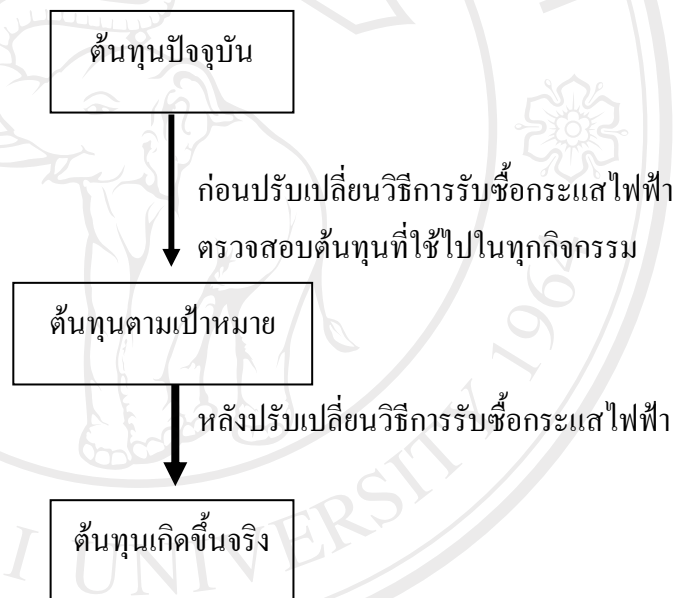 ต้นทุนปัจจุบัน
ก่อนปรับเปลี่ยนวิธีการรับซื้อกระแสไฟฟ้า
ตรวจสอบต้นทุนที่ใช้ไปในทุกกิจกรรม
ต้นทุนตามเป้าหมาย
หลังปรับเปลี่ยนวิธีการรับซื้อกระแสไฟฟ้า
ต้นทุนเกิดขึ้นจริง
I UNIVERSITY 1964